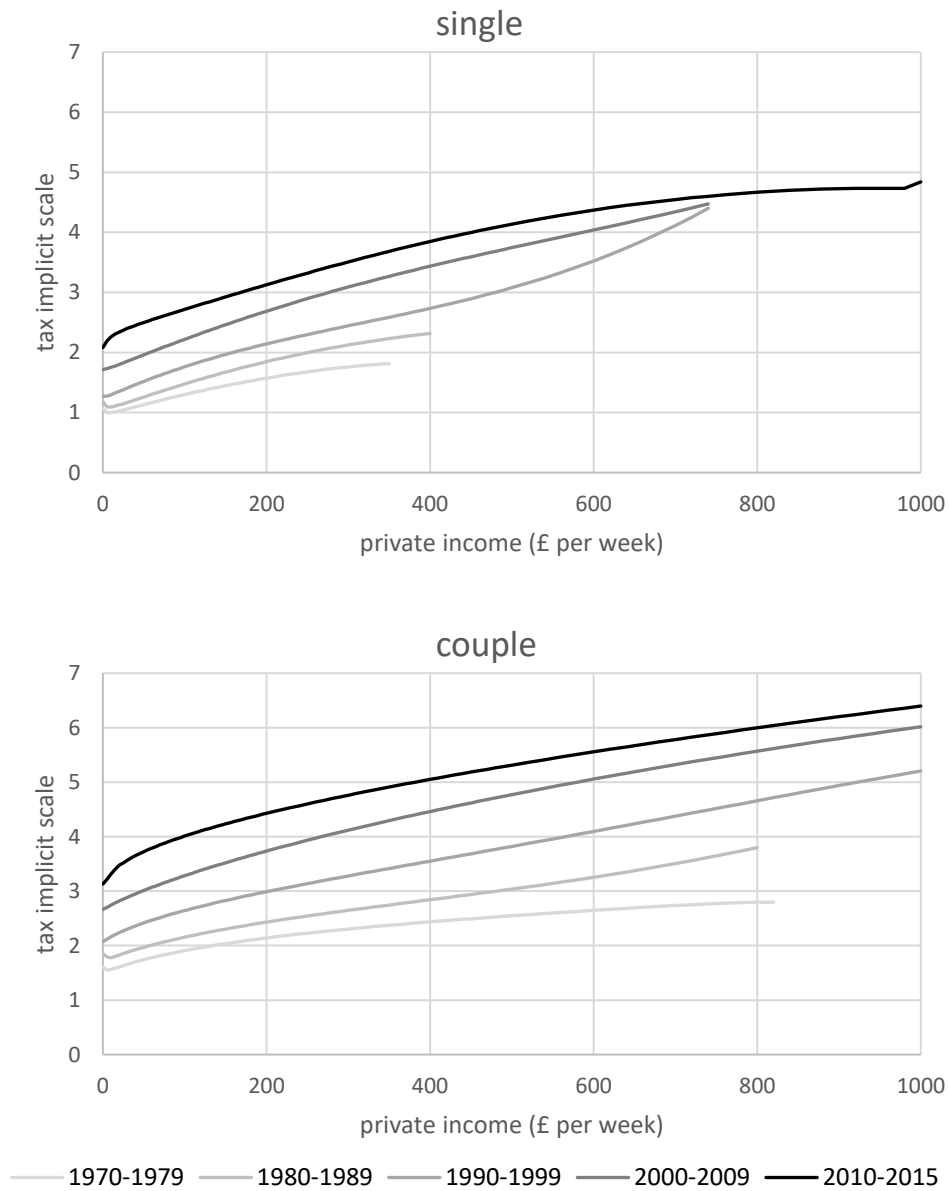 single
7
6
5
4
3
2
1
0
tax implicit scale
0 200 400 600 800 1000
private income (£ per week)
couple
7
6
5
4
3
2
1
0
tax implicit scale
0 200 400 600 800 1000
private income (£ per week)
1970-1979 1980-1989 1990-1999 2000-2009 2010-2015